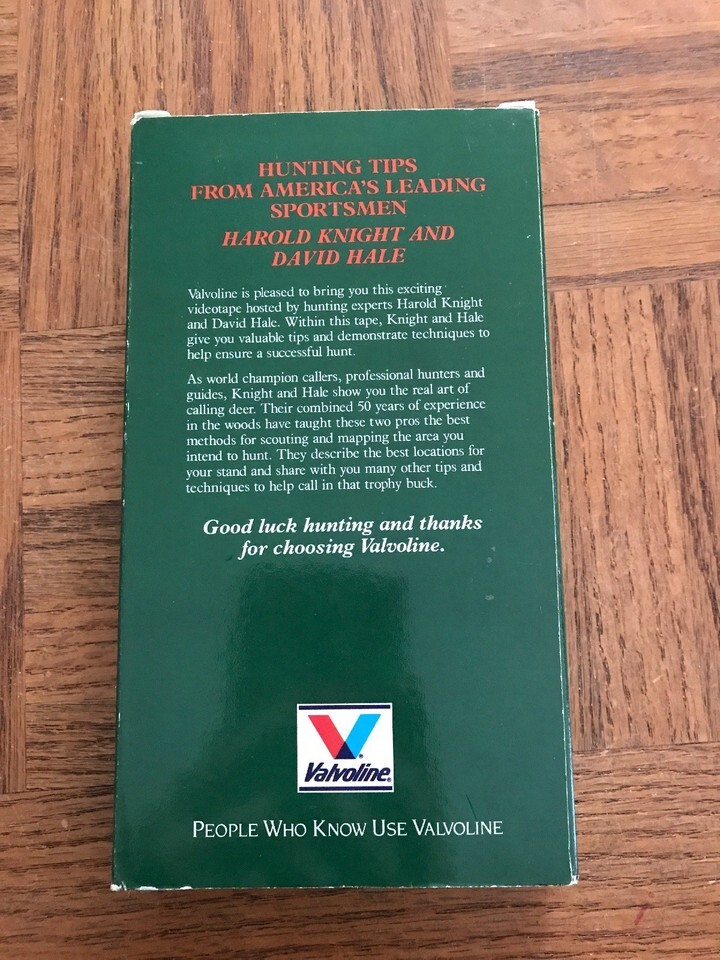 HUNTING TIPS
FROM AMERICA'S LEADING
SPORTSMEN
HAROLD KNIGHT AND
DAVID HALE
Valvoline is pleased to bring you this exciting
videotape hosted by hunting experts Harold Knight
and David Hale. Within this tape, Knight and Hale
give you valuable tips and demonstrate techniques to
help ensure a successful hunt.
As world champion callers, professional hunters and
guides, Knight and Hale show you the real art of
calling deer. Their combined 50 years of experience
in the woods have taught these two pros the best
methods for scouting and mapping the area you
intend to hunt. They describe the best locations for
your stand and share with you many other tips and
techniques to help call in that trophy buck.
Good luck hunting and thanks
for choosing Valvoline.
Valvoline®
PEOPLE WHO KNOW USE VALVOLINE